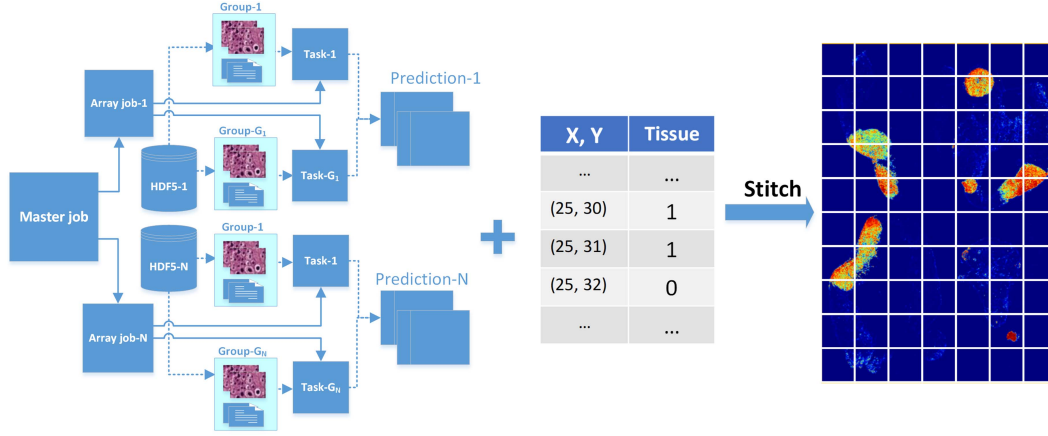 Group-1
Task-1
Array job-1
Prediction-1
Group-G1
HDF5-1
Task-G1
Master job
HDF5-N
Group-1
Task-1
Prediction-N
Array job-N
Group-GN
Task-GN
X, Y Tissue
... ...
(25, 30) 1
(25, 31) 1
(25, 32) 0
... ...
Stitch